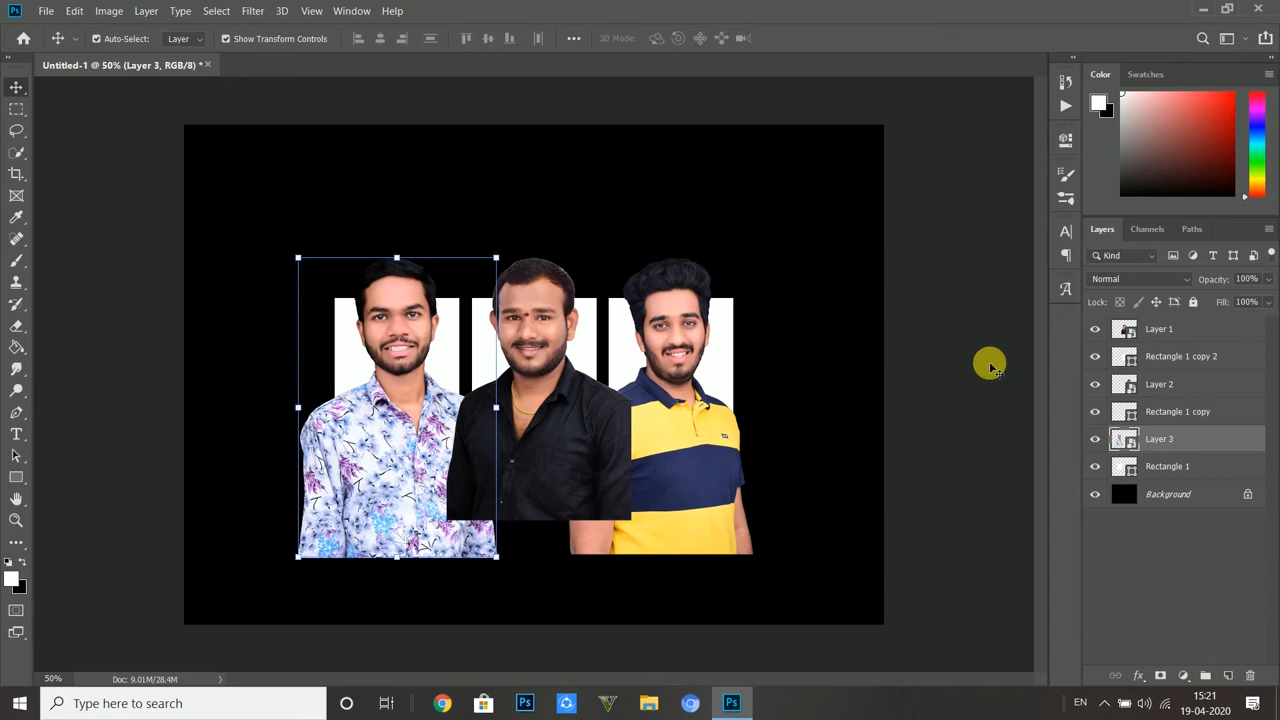 Ps File Edit Image Layer Type Select Filter 3D View Window Help
Auto-Select: Layer Show Transform Controls 3D Mode:
Untitled-1 @ 50% (Layer 3, RGB/8) *
Color Swatches
Layers Channels Paths
Kind
Normal Opacity: 100%
Lock: Fill: 100%
Layer 1
Rectangle 1 copy 2
Layer 2
Rectangle 1 copy
Layer 3
Rectangle 1
Background
50% Doc: 9.01M/28.4M
Type here to search Ps Ps EN 15:21
19-04-2020